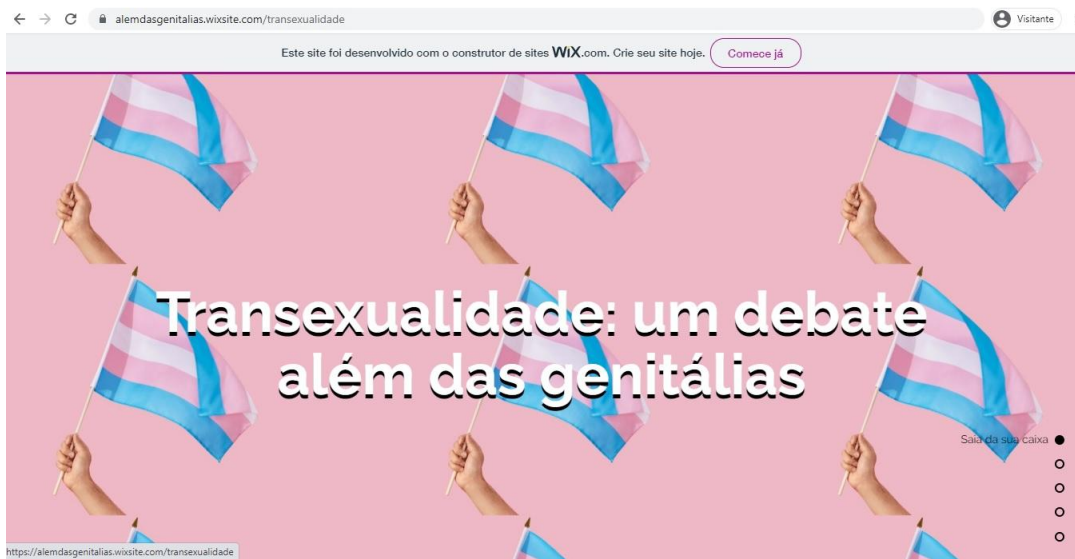 alemdasgenitalias.wixsite.com/transexualidade
Visitante
Este site foi desenvolvido com o construtor de sites WiX.com. Crie seu site hoje. Comece já
Transexualidade: um debate
além das genitálias
Saia da sua caixa
https://alemdasgenitalias.wixsite.com/transexualidade